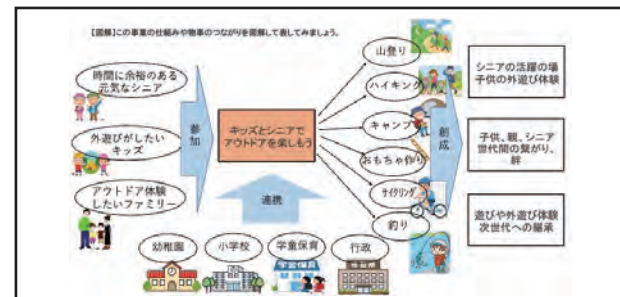 【図解】この事業の仕組みや物事のつながりを図解して表してみましょう。
時間に余裕のある
元気なシニア
外遊びがしたい
キッズ
アウトドア体験
したいファミリー
参加
キッズとシニアで
アウトドアを楽しもう
連携
幼稚園
小学校
学童保育
行政
学童保育
山登り
ハイキング
キャンプ
おもちゃ作り
サイクリング
釣り
創成
シニアの活躍の場
子供の外遊び体験
子供、親、シニア
世代間の繋がり、
絆
遊びや外遊び体験
次世代への継承